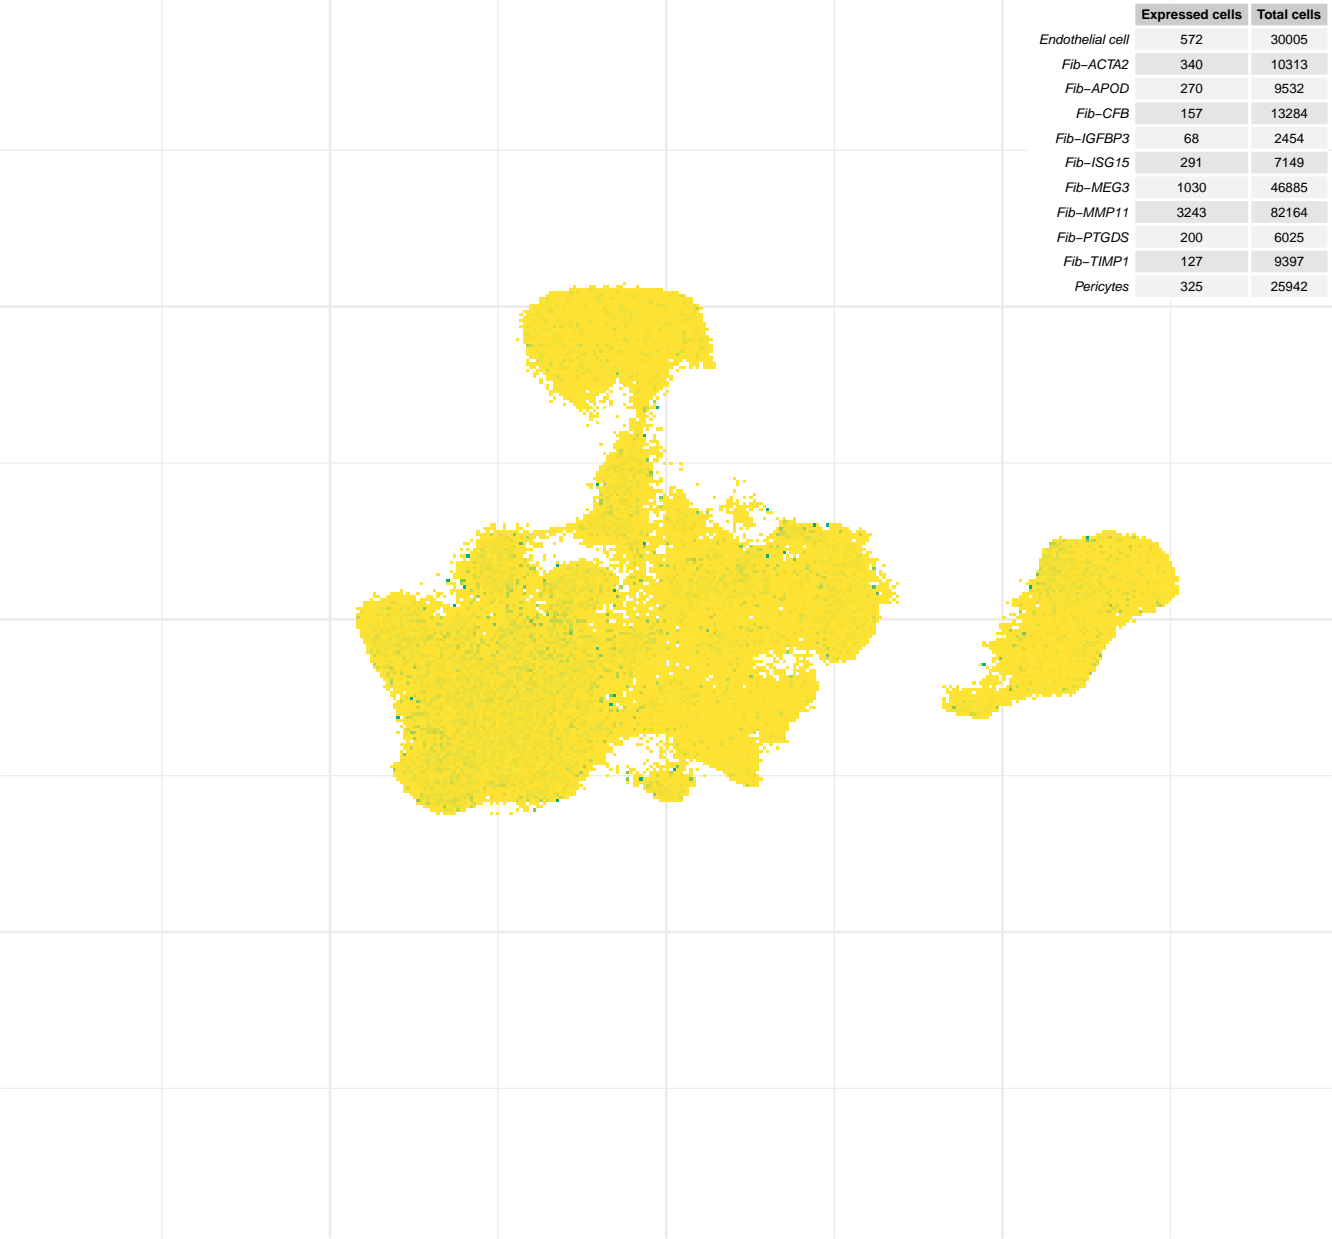 Expressed cells Total cells
Endothelial cell 572 30005
Fib−ACTA2 340 10313
Fib−APOD 270 9532
Fib−CFB 157 13284
Fib−IGFBP3 68 2454
Fib−ISG15 291 7149
Fib−MEG3 1030 46885
Fib−MMP11 3243 82164
Fib−PTGDS 200 6025
Fib−TIMP1 127 9397
Pericytes 325 25942